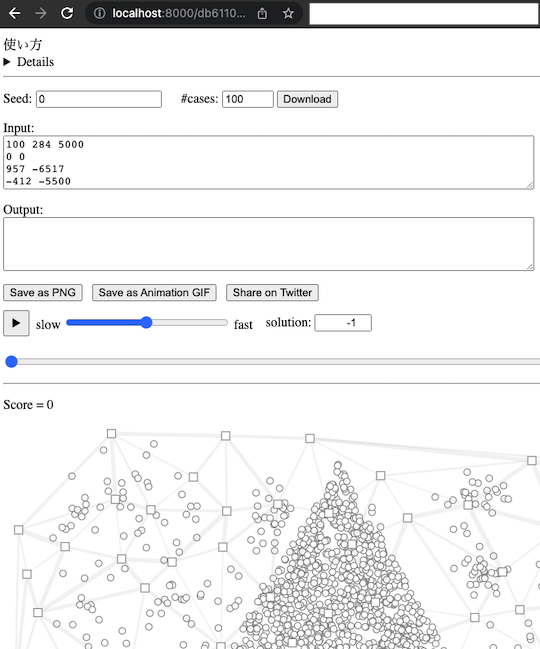 localhost:8000/db6110...
使い方
Details
Seed: 0 #cases: 100 Download
Input:
100 284 5000
0 0
957 -6517
-412 -5500
Output:
Save as PNG Save as Animation GIF Share on Twitter
slow fast solution: -1
Score = 0